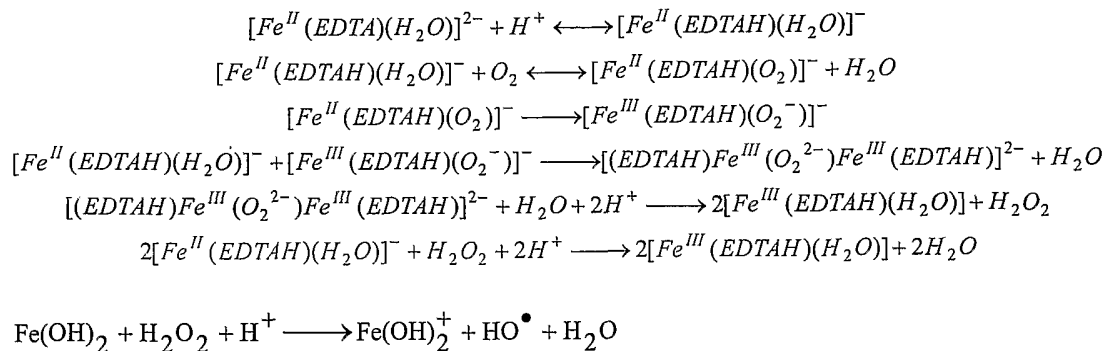 [Fe^II(EDTA)(H₂O)]²⁻ + H⁺ ⟷ [Fe^II(EDTAH)(H₂O)]⁻
[Fe^II(EDTAH)(H₂O)]⁻ + O₂ ⟷ [Fe^II(EDTAH)(O₂)]⁻ + H₂O
[Fe^II(EDTAH)(O₂)]⁻ ⟶ [Fe^III(EDTAH)(O₂⁻)]⁻
[Fe^II(EDTAH)(H₂O)]⁻ + [Fe^III(EDTAH)(O₂⁻)]⁻ ⟶ [(EDTAH)Fe^III(O₂²⁻)Fe^III(EDTAH)]²⁻ + H₂O
[(EDTAH)Fe^III(O₂²⁻)Fe^III(EDTAH)]²⁻ + H₂O + 2H⁺ ⟶ 2[Fe^III(EDTAH)(H₂O)] + H₂O₂
2[Fe^II(EDTAH)(H₂O)]⁻ + H₂O₂ + 2H⁺ ⟶ 2[Fe^III(EDTAH)(H₂O)] + 2H₂O
Fe(OH)₂ + H₂O₂ + H⁺ ⟶ Fe(OH)₂⁺ + HO• + H₂O